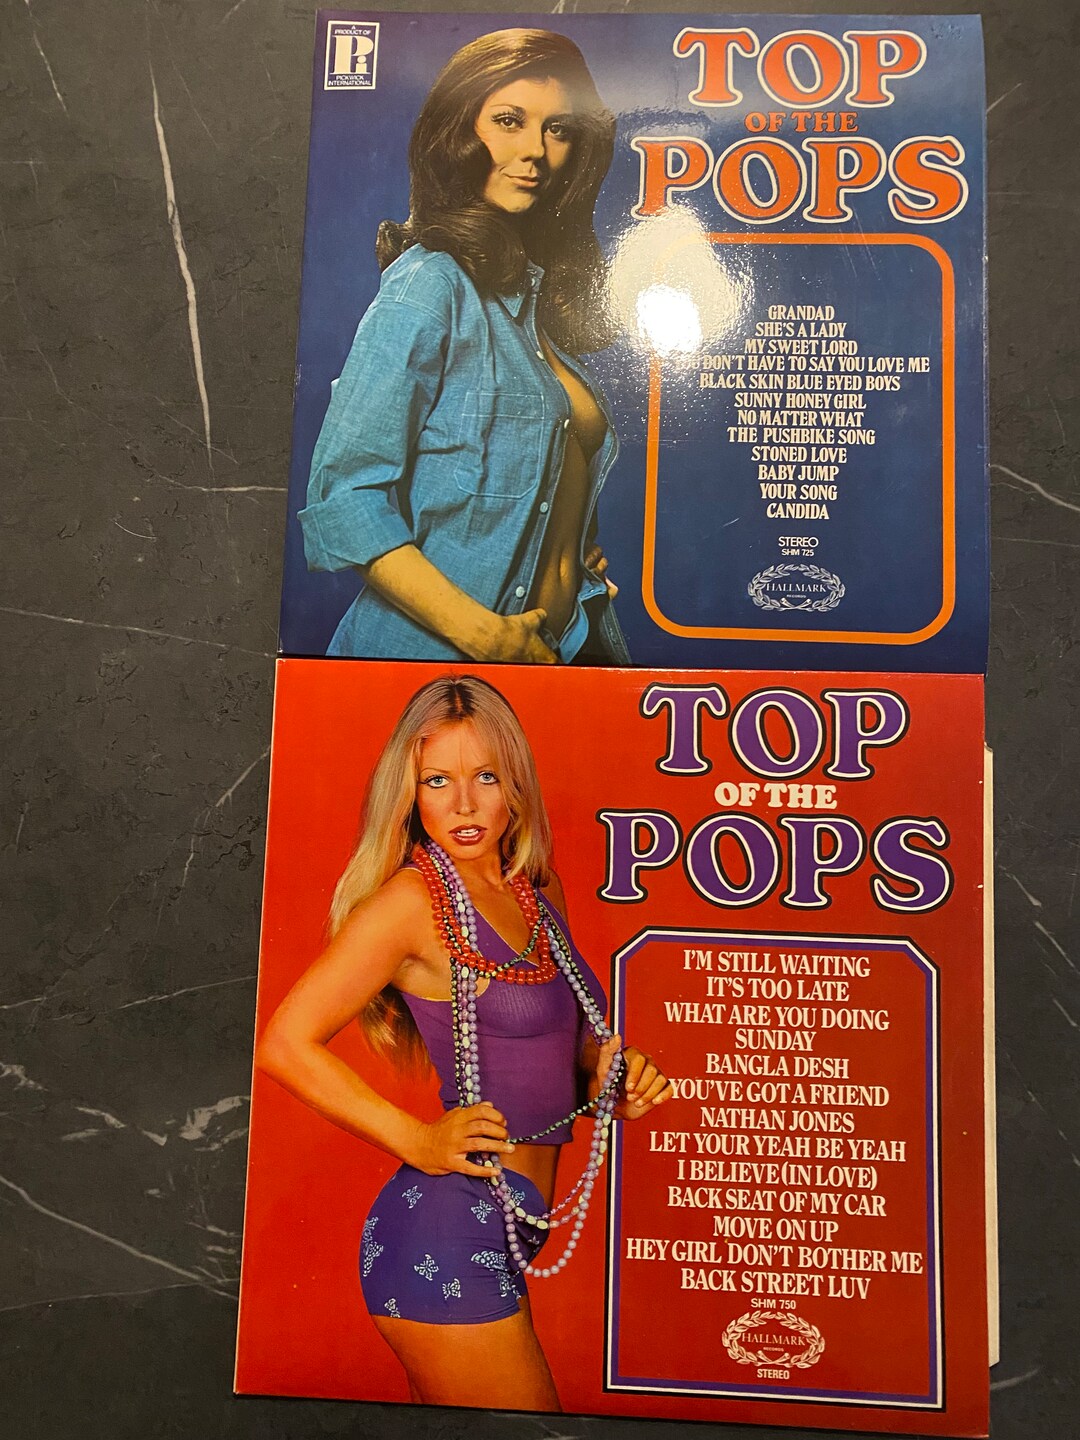 A
PRODUCT OF
Pi
PICKWICK
INTERNATIONAL
TOP
OF THE
POPS
GRANDAD
SHE'S A LADY
MY SWEET LORD
DON'T HAVE TO SAY YOU LOVE ME
BLACK SKIN BLUE EYED BOYS
SUNNY HONEY GIRL
NO MATTER WHAT
THE PUSHBIKE SONG
STONED LOVE
BABY JUMP
YOUR SONG
CANDIDA
STEREO
SHM 725
HALLMARK
RECORDS
TOP
OF THE
POPS
I'M STILL WAITING
IT'S TOO LATE
WHAT ARE YOU DOING
SUNDAY
BANGLA DESH
YOU'VE GOT A FRIEND
NATHAN JONES
LET YOUR YEAH BE YEAH
I BELIEVE (IN LOVE)
BACK SEAT OF MY CAR
MOVE ON UP
HEY GIRL DON'T BOTHER ME
BACK STREET LUV
SHM 750
HALLMARK
RECORDS
STEREO